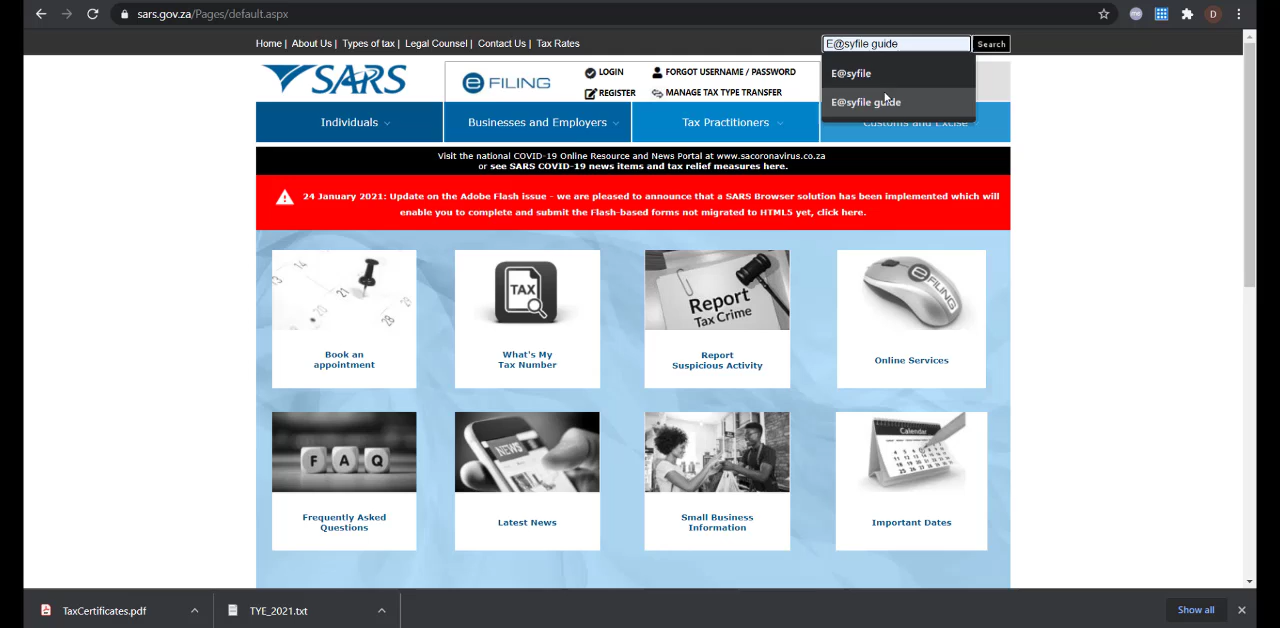 sars.gov.za/Pages/default.aspx
D
Home | About Us | Types of tax | Legal Counsel | Contact Us | Tax Rates
E@syfile guide
Search
E@syfile
E@syfile guide
SARS
e FILING
LOGIN
FORGOT USERNAME / PASSWORD
REGISTER
MANAGE TAX TYPE TRANSFER
Individuals
Businesses and Employers
Tax Practitioners
Customs and Excise
Visit the national COVID-19 Online Resource and News Portal at www.sacoronavirus.co.za
or see SARS COVID-19 news items and tax relief measures here.
24 January 2021: Update on the Adobe Flash issue - we are pleased to announce that a SARS Browser solution has been implemented which will
enable you to complete and submit the Flash-based forms not migrated to HTML5 yet, click here.
14
21
20
28
TAX
Report
Tax Crime
e FILING
Book an
appointment
What's My
Tax Number
Report
Suspicious Activity
Online Services
F A Q
NEWS
Calendar
Frequently Asked
Questions
Latest News
Small Business
Information
Important Dates
TaxCertificates.pdf
TYE_2021.txt
Show all